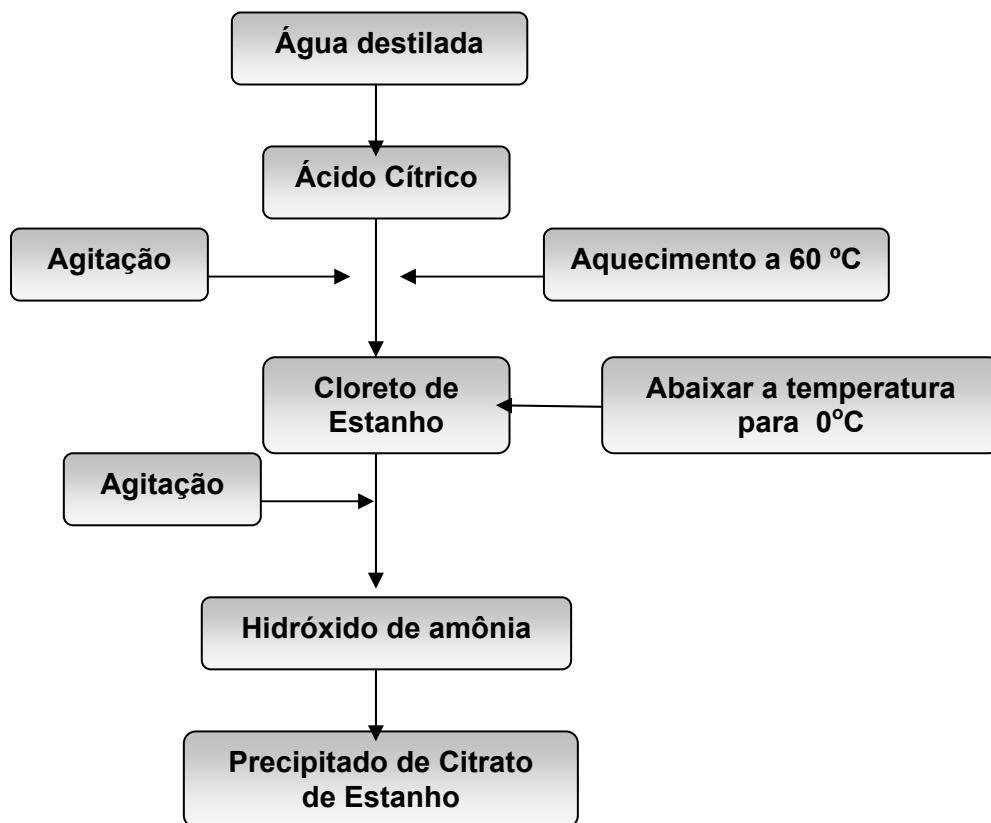 Água destilada
Ácido Cítrico
Agitação
Aquecimento a 60 ºC
Cloreto de
Estanho
Abaixar a temperatura
para 0°C
Agitação
Hidróxido de amônia
Precipitado de Citrato
de Estanho